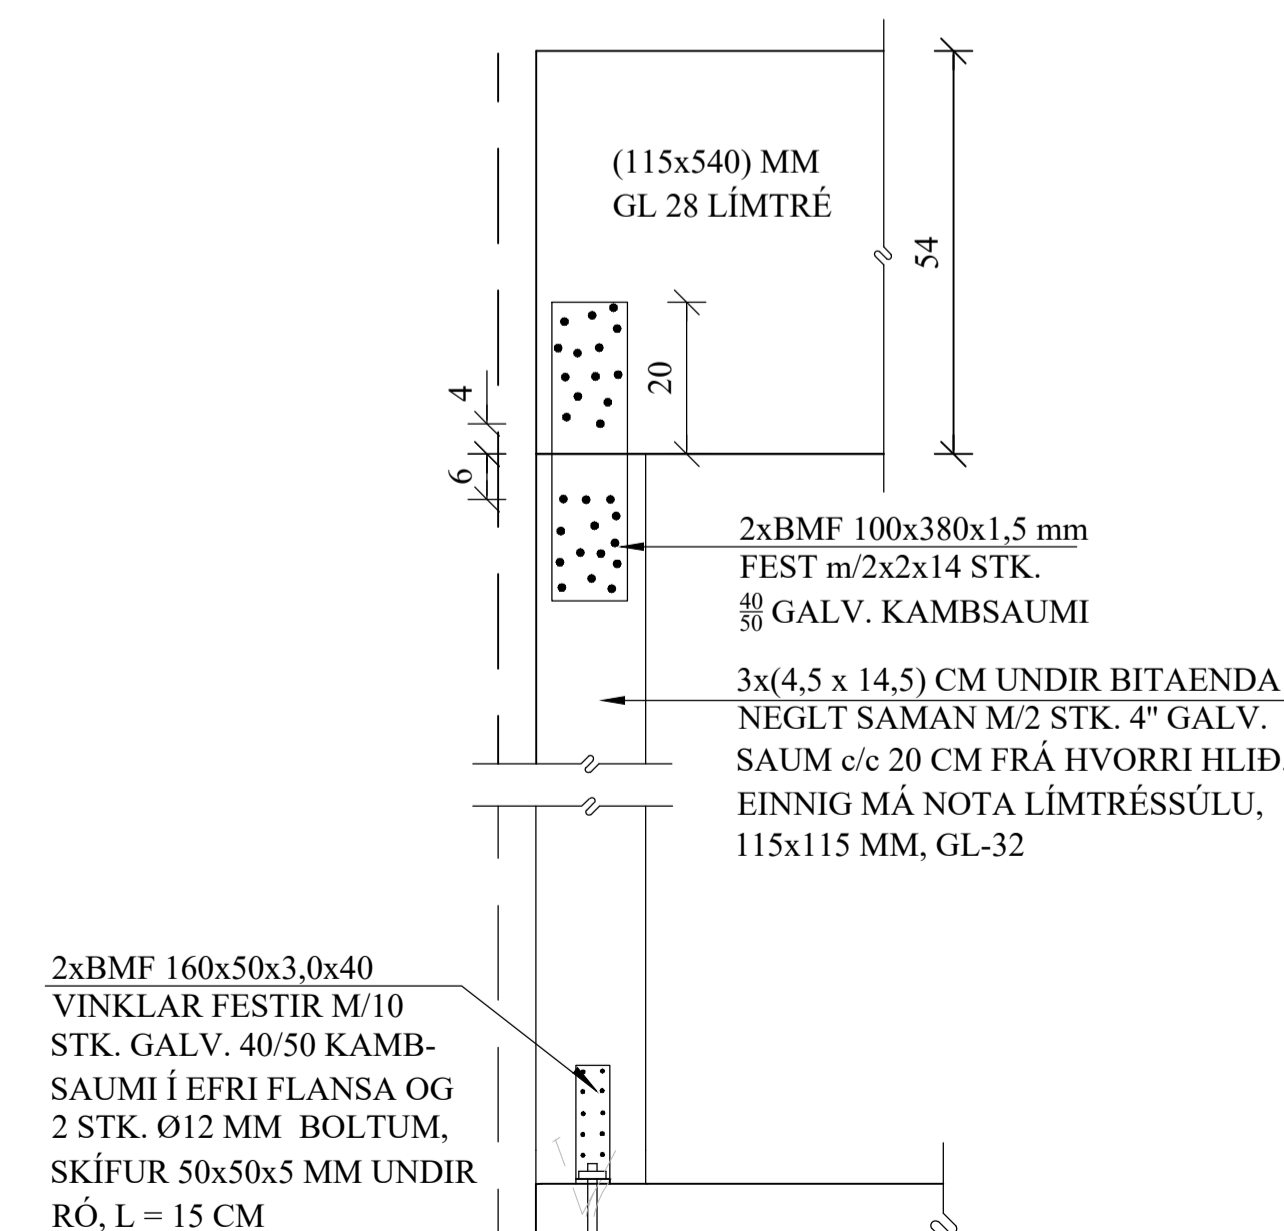 (115x540) MM
GL 28 LÍMTRÉ
54
20
4
6
2xBMF 100x380x1,5 mm
FEST m/2x2x14 STK.
40/50 GALV. KAMBSAUMI
3x(4,5 x 14,5) CM UNDIR BITAENDA
NEGLT SAMAN M/2 STK. 4" GALV.
SAUM c/c 20 CM FRÁ HVORRI HLIÐ.
EINNIG MÁ NOTA LÍMTRÉSSÚLU,
115x115 MM, GL-32
2xBMF 160x50x3,0x40
VINKLAR FESTIR M/10
STK. GALV. 40/50 KAMB-
SAUMI Í EFRI FLANSA OG
2 STK. Ø12 MM BOLTUM,
SKÍFUR 50x50x5 MM UNDIR
RÓ, L = 15 CM